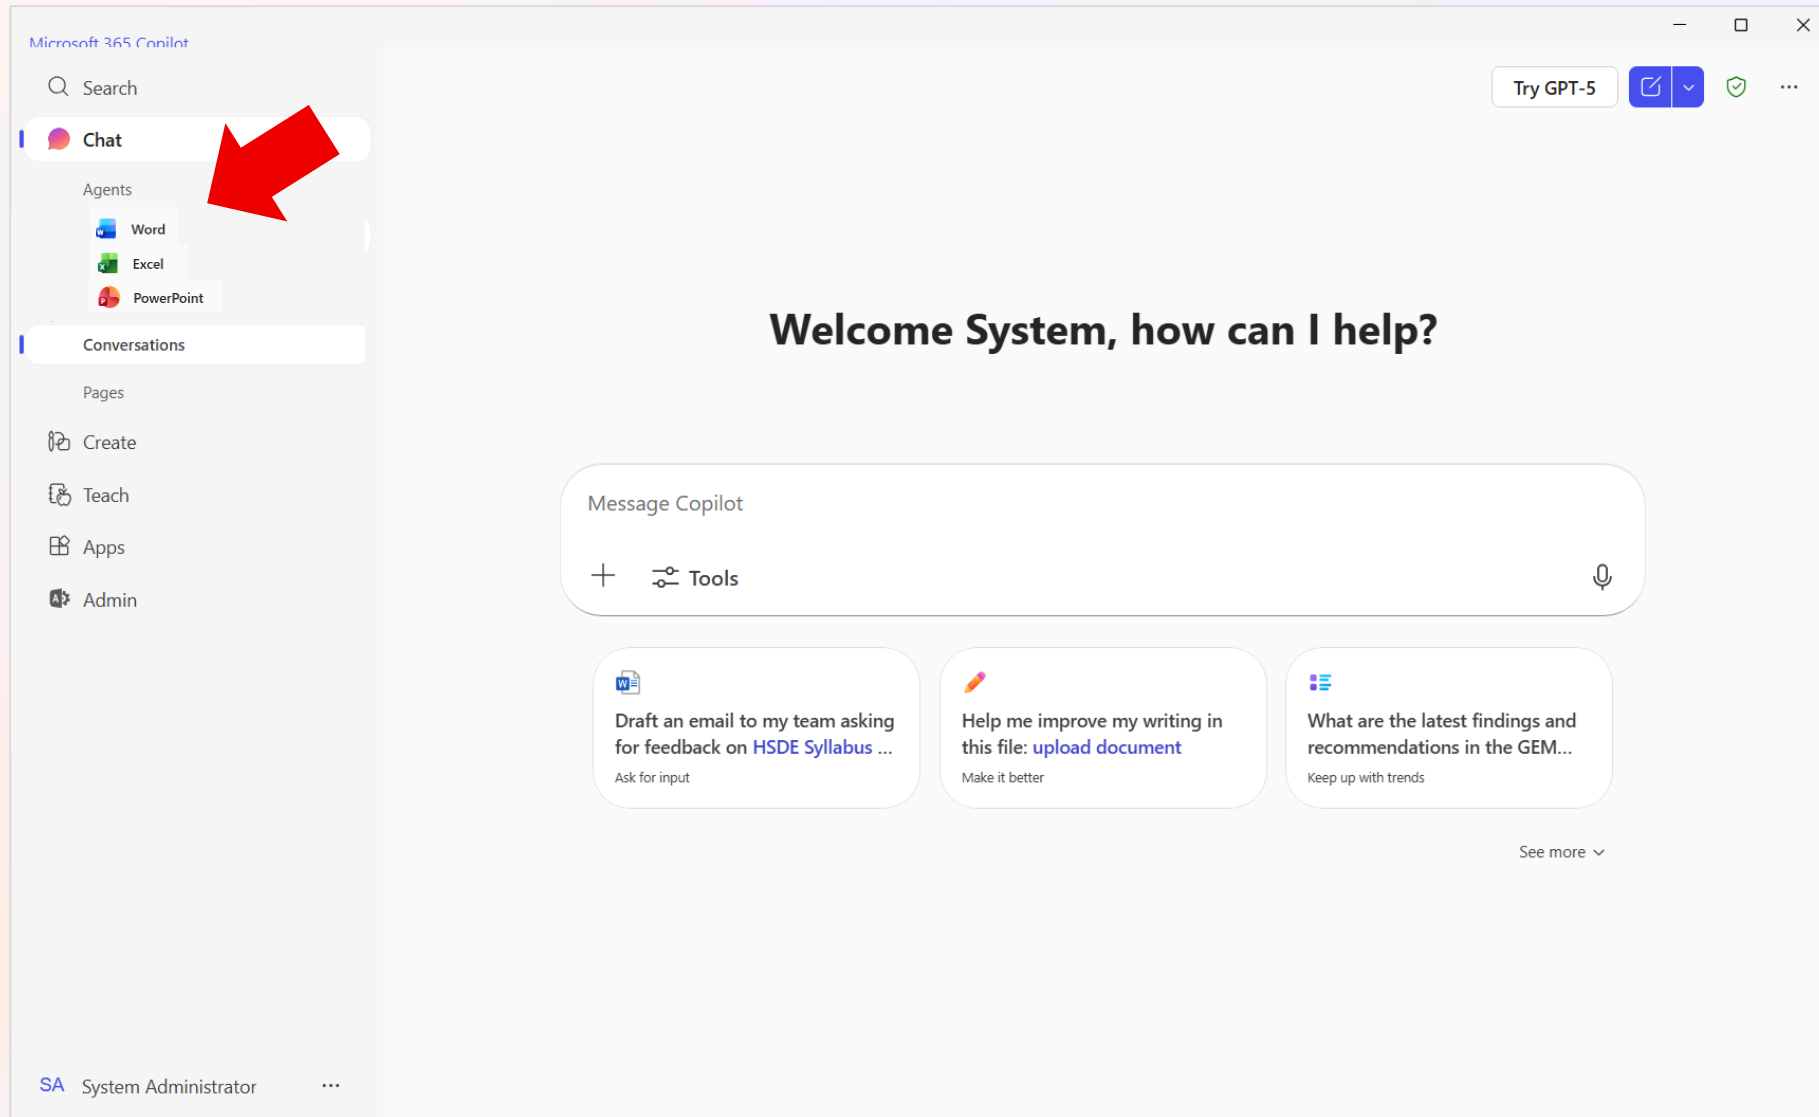 Microsoft 365 Copilot
Search
Chat
Agents
Word
Excel
PowerPoint
Conversations
Pages
Create
Teach
Apps
Admin
SA System Administrator
Try GPT-5
Welcome System, how can I help?
Message Copilot
Tools
Draft an email to my team asking
for feedback on HSDE Syllabus ...
Ask for input
Help me improve my writing in
this file: upload document
Make it better
What are the latest findings and
recommendations in the GEM...
Keep up with trends
See more